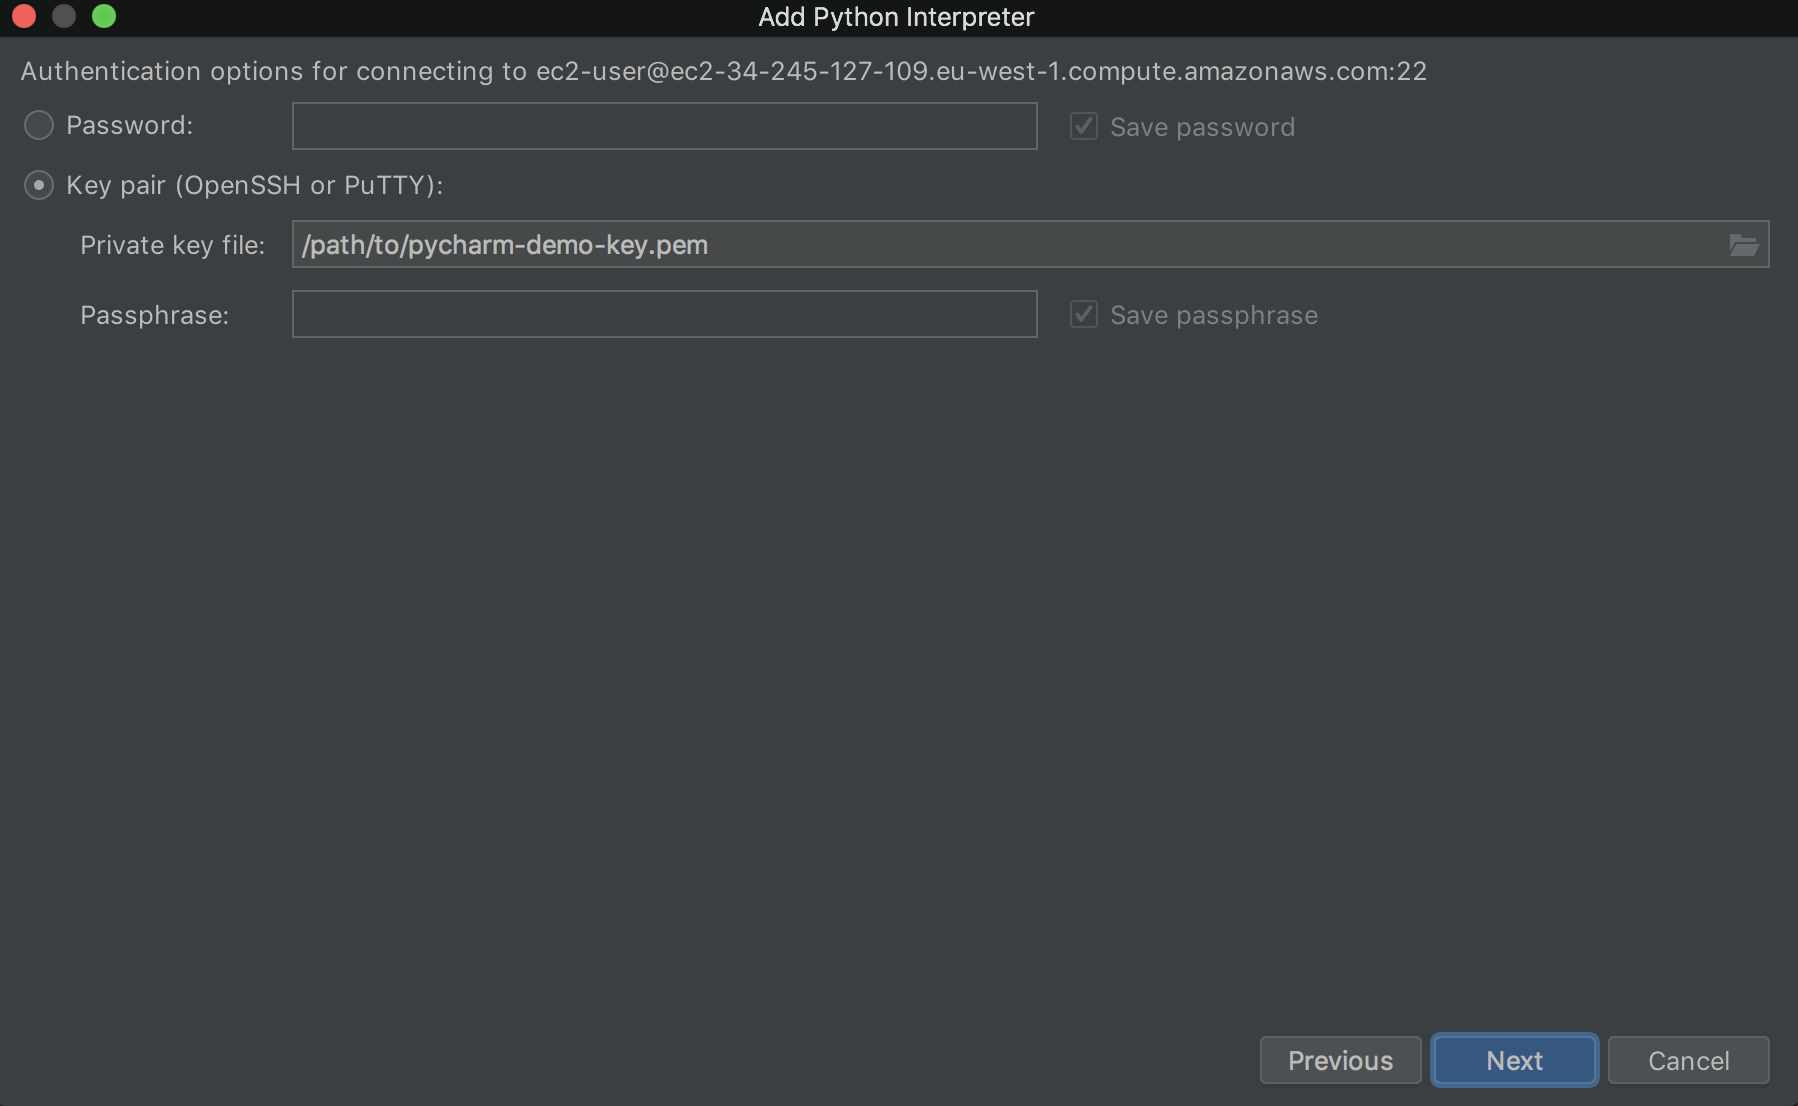 Add Python Interpreter
Authentication options for connecting to ec2-user@ec2-34-245-127-109.eu-west-1.compute.amazonaws.com:22
Password: Save password
Key pair (OpenSSH or PuTTY):
Private key file: /path/to/pycharm-demo-key.pem
Passphrase: Save passphrase
Previous Next Cancel